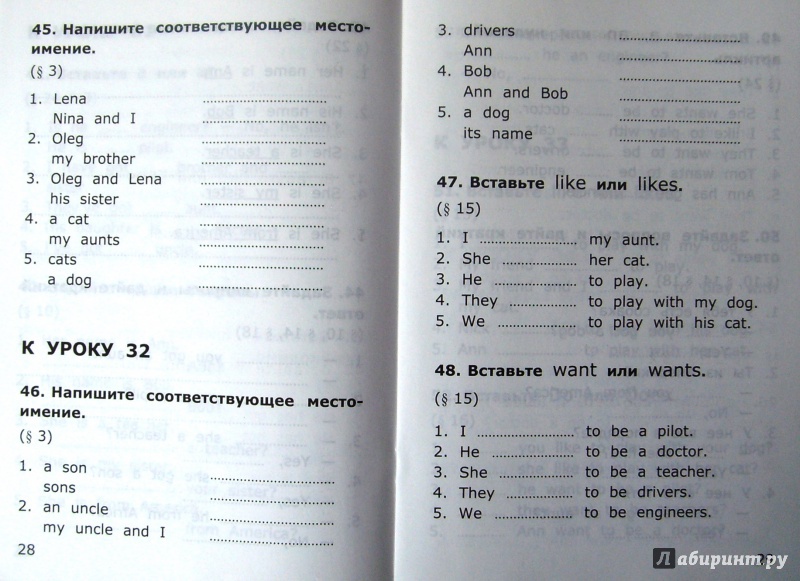 45. Напишите соответствующее место-
имение.
(§ 3)
1. Lena ..............................
Nina and I ..............................
2. Oleg ..............................
my brother ..............................
3. Oleg and Lena ..............................
his sister ..............................
4. a cat ..............................
my aunts ..............................
5. cats ..............................
a dog ..............................
К УРОКУ 32
46. Напишите соответствующее место-
имение.
(§ 3)
1. a son ..............................
sons ..............................
2. an uncle ..............................
my uncle and I ..............................
28
3. drivers ..............................
Ann ..............................
4. Bob ..............................
Ann and Bob ..............................
5. a dog ..............................
its name ..............................
47. Вставьте like или likes.
(§ 15)
1. I .................... my aunt.
2. She .................... her cat.
3. He .................... to play.
4. They .................... to play with my dog.
5. We .................... to play with his cat.
48. Вставьте want или wants.
(§ 15)
1. I .................... to be a pilot.
2. He .................... to be a doctor.
3. She .................... to be a teacher.
4. They .................... to be drivers.
5. We .................... to be engineers.
Лабиринт.ру